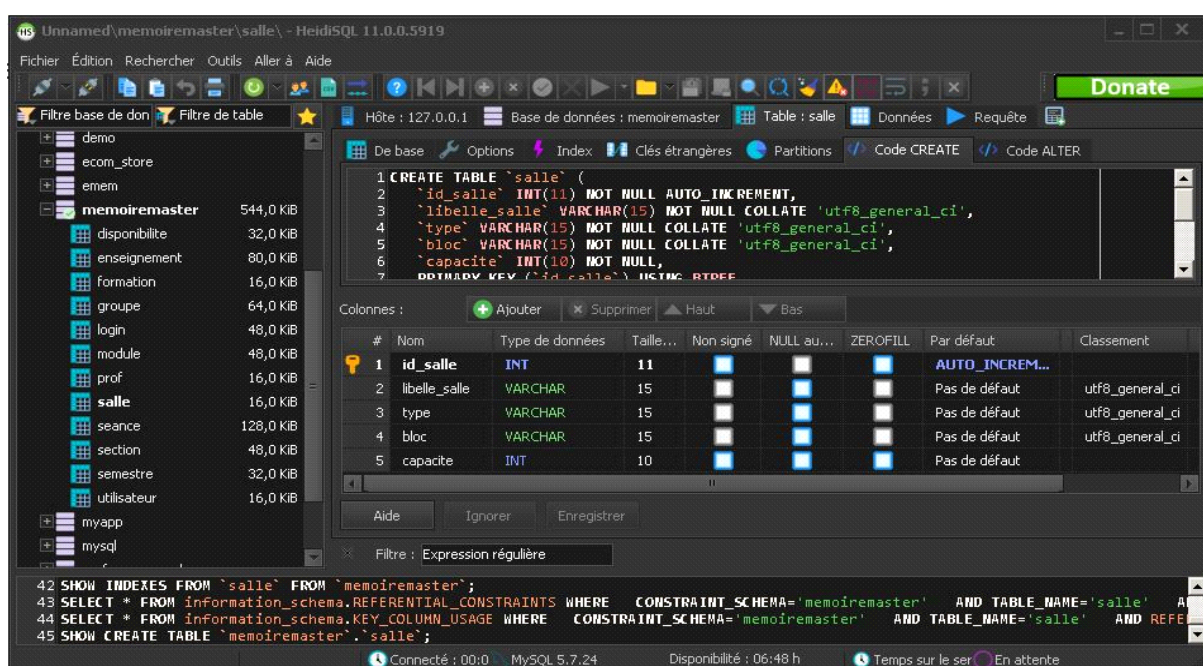 HS Unnamed\memoiremaster\salle\ - HeidiSQL 11.0.0.5919
Fichier Édition Rechercher Outils Aller à Aide
Donate
Filtre base de don Filtre de table
Hôte : 127.0.0.1 Base de données : memoiremaster Table : salle Données Requête
demo
ecom_store
emem
memoiremaster 544,0 KiB
disponibilite 32,0 KiB
enseignement 80,0 KiB
formation 16,0 KiB
groupe 64,0 KiB
login 48,0 KiB
module 48,0 KiB
prof 16,0 KiB
salle 16,0 KiB
seance 128,0 KiB
section 48,0 KiB
semestre 32,0 KiB
utilisateur 16,0 KiB
myapp
mysql
De base Options Index Clés étrangères Partitions Code CREATE Code ALTER
1 CREATE TABLE `salle` (
2 `id_salle` INT(11) NOT NULL AUTO_INCREMENT,
3 `libelle_salle` VARCHAR(15) NOT NULL COLLATE 'utf8_general_ci',
4 `type` VARCHAR(15) NOT NULL COLLATE 'utf8_general_ci',
5 `bloc` VARCHAR(15) NOT NULL COLLATE 'utf8_general_ci',
6 `capacite` INT(10) NOT NULL,
7 PRIMARY KEY (`id_salle`) USING BTREE
Colonnes : Ajouter Supprimer Haut Bas
# Nom Type de données Taille... Non signé NULL au... ZEROFILL Par défaut Classement
1 id_salle INT 11 AUTO_INCREM...
2 libelle_salle VARCHAR 15 Pas de défaut utf8_general_ci
3 type VARCHAR 15 Pas de défaut utf8_general_ci
4 bloc VARCHAR 15 Pas de défaut utf8_general_ci
5 capacite INT 10 Pas de défaut
Aide Ignorer Enregistrer
Filtre : Expression régulière
42 SHOW INDEXES FROM `salle` FROM `memoiremaster`;
43 SELECT * FROM information_schema.REFERENTIAL_CONSTRAINTS WHERE CONSTRAINT_SCHEMA='memoiremaster' AND TABLE_NAME='salle'
44 SELECT * FROM information_schema.KEY_COLUMN_USAGE WHERE CONSTRAINT_SCHEMA='memoiremaster' AND TABLE_NAME='salle' AND REFE
45 SHOW CREATE TABLE `memoiremaster`.`salle`;
Connecté : 00:0 MySQL 5.7.24 Disponibilité : 06:48 h Temps sur le ser En attente